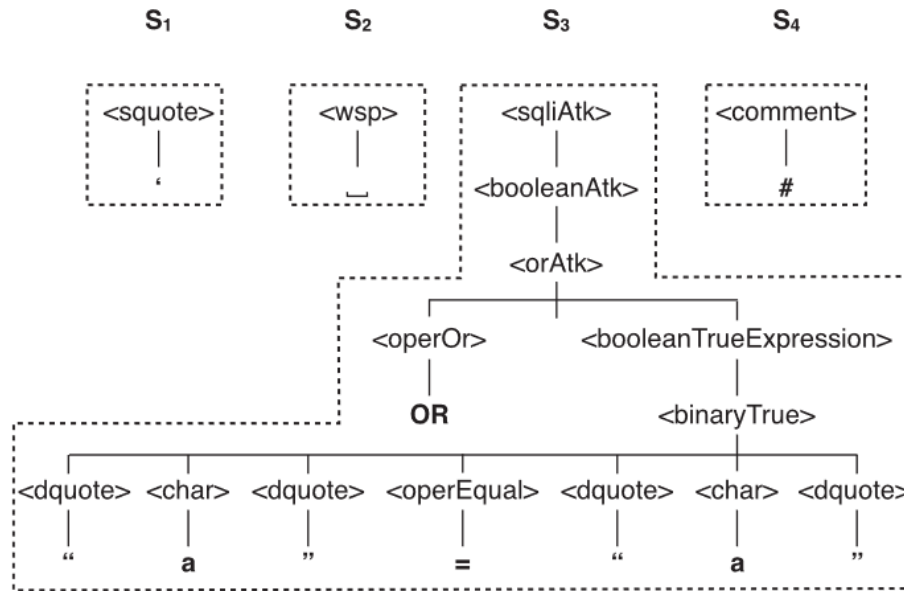 S₁ S₂ S₃ S₄
<squote> <wsp> <sqliAtk> <comment>
‘ ⎵ <booleanAtk> #
<orAtk>
<operOr> <booleanTrueExpression>
OR <binaryTrue>
<dquote> <char> <dquote> <operEqual> <dquote> <char> <dquote>
“ a ” = “ a ”